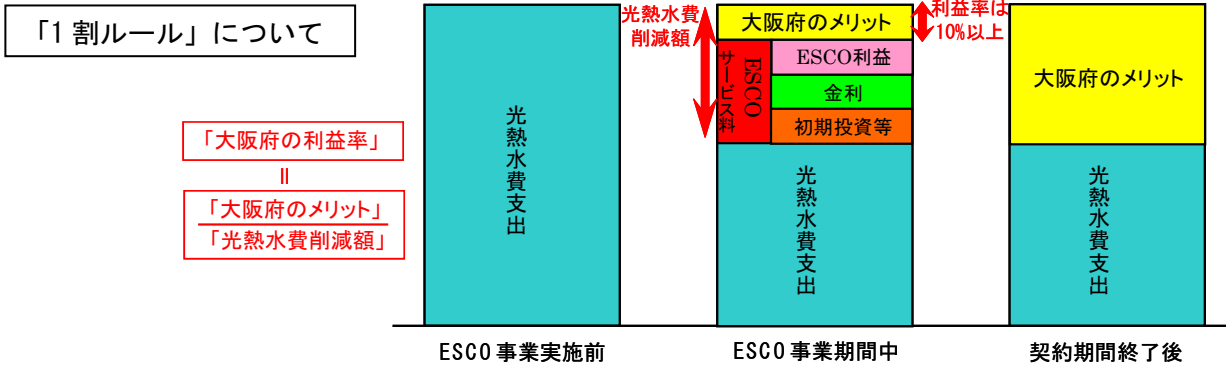 「1割ルール」について
「大阪府の利益率」
=
「大阪府のメリット」
「光熱水費削減額」
光熱水費支出
ESCO事業実施前
光熱水費
削減額
大阪府のメリット
利益率は
10%以上
ESCO
サービス料
ESCO利益
金利
初期投資等
光熱水費支出
ESCO事業期間中
大阪府のメリット
光熱水費支出
契約期間終了後